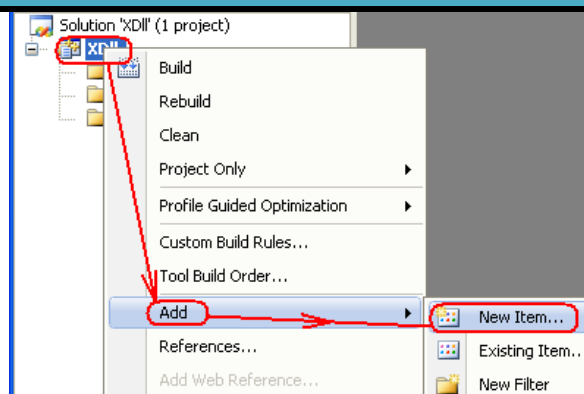 Solution 'XDll' (1 project)
XDll
Build
Rebuild
Clean
Project Only
Profile Guided Optimization
Custom Build Rules...
Tool Build Order...
Add
New Item...
References...
Existing Item..
Add Web Reference...
New Filter